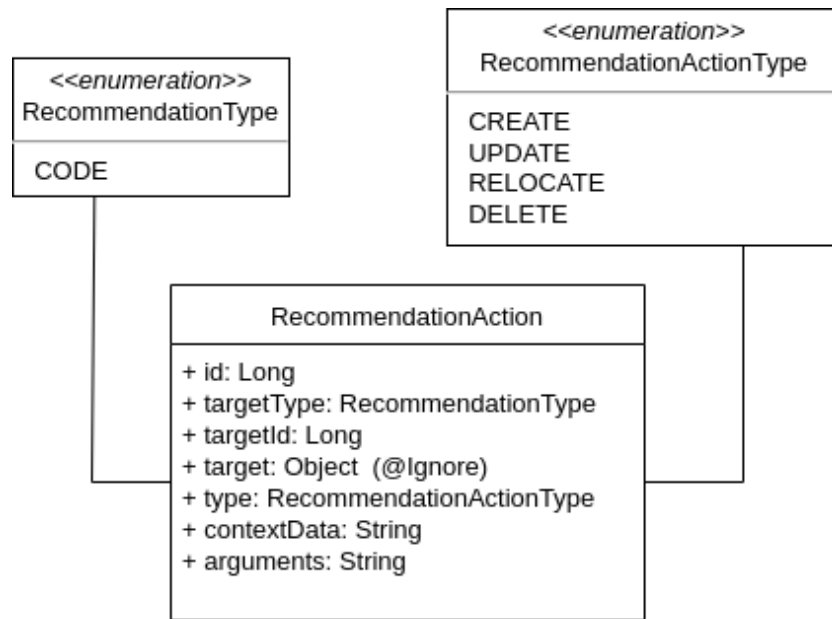 <<enumeration>>
RecommendationType
CODE
<<enumeration>>
RecommendationActionType
CREATE
UPDATE
RELOCATE
DELETE
RecommendationAction
+ id: Long
+ targetType: RecommendationType
+ targetId: Long
+ target: Object (@Ignore)
+ type: RecommendationActionType
+ contextData: String
+ arguments: String